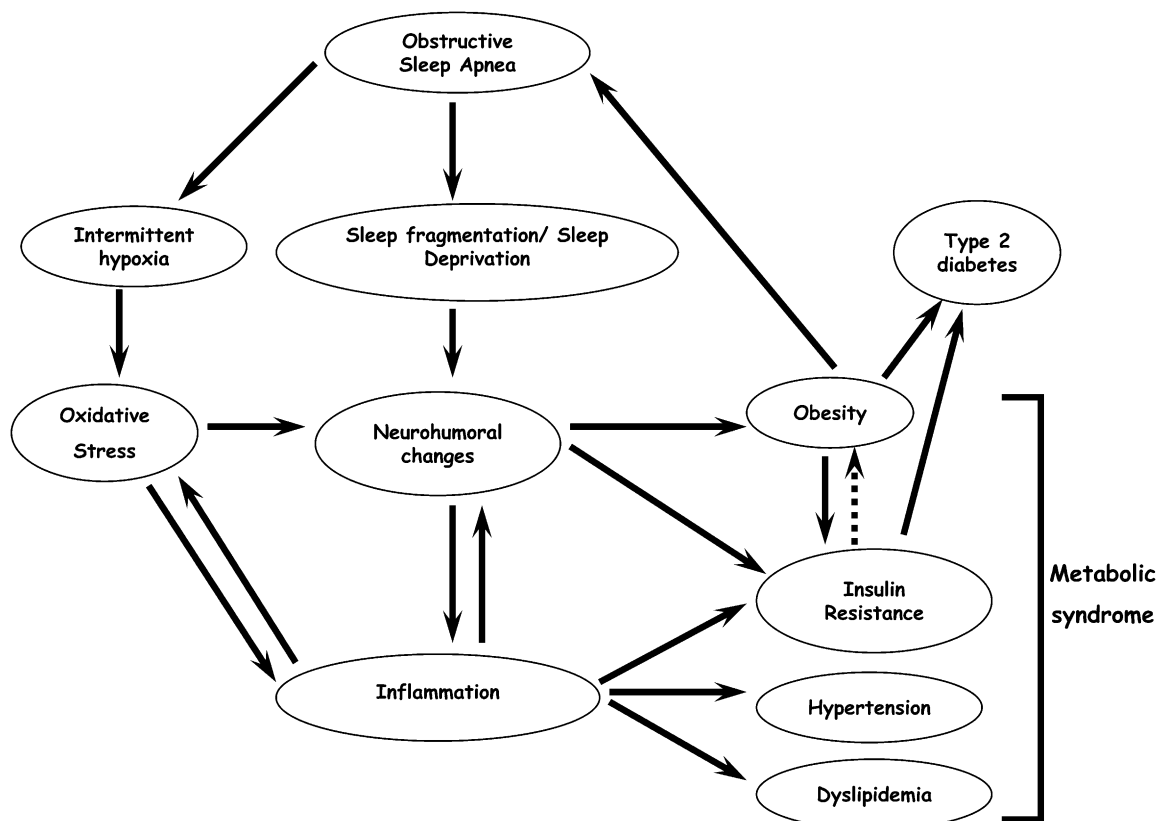 Obstructive
Sleep Apnea
Intermittent
hypoxia
Sleep fragmentation/ Sleep
Deprivation
Type 2
diabetes
Oxidative
Stress
Neurohumoral
changes
Obesity
Insulin
Resistance
Metabolic
syndrome
Inflammation
Hypertension
Dyslipidemia